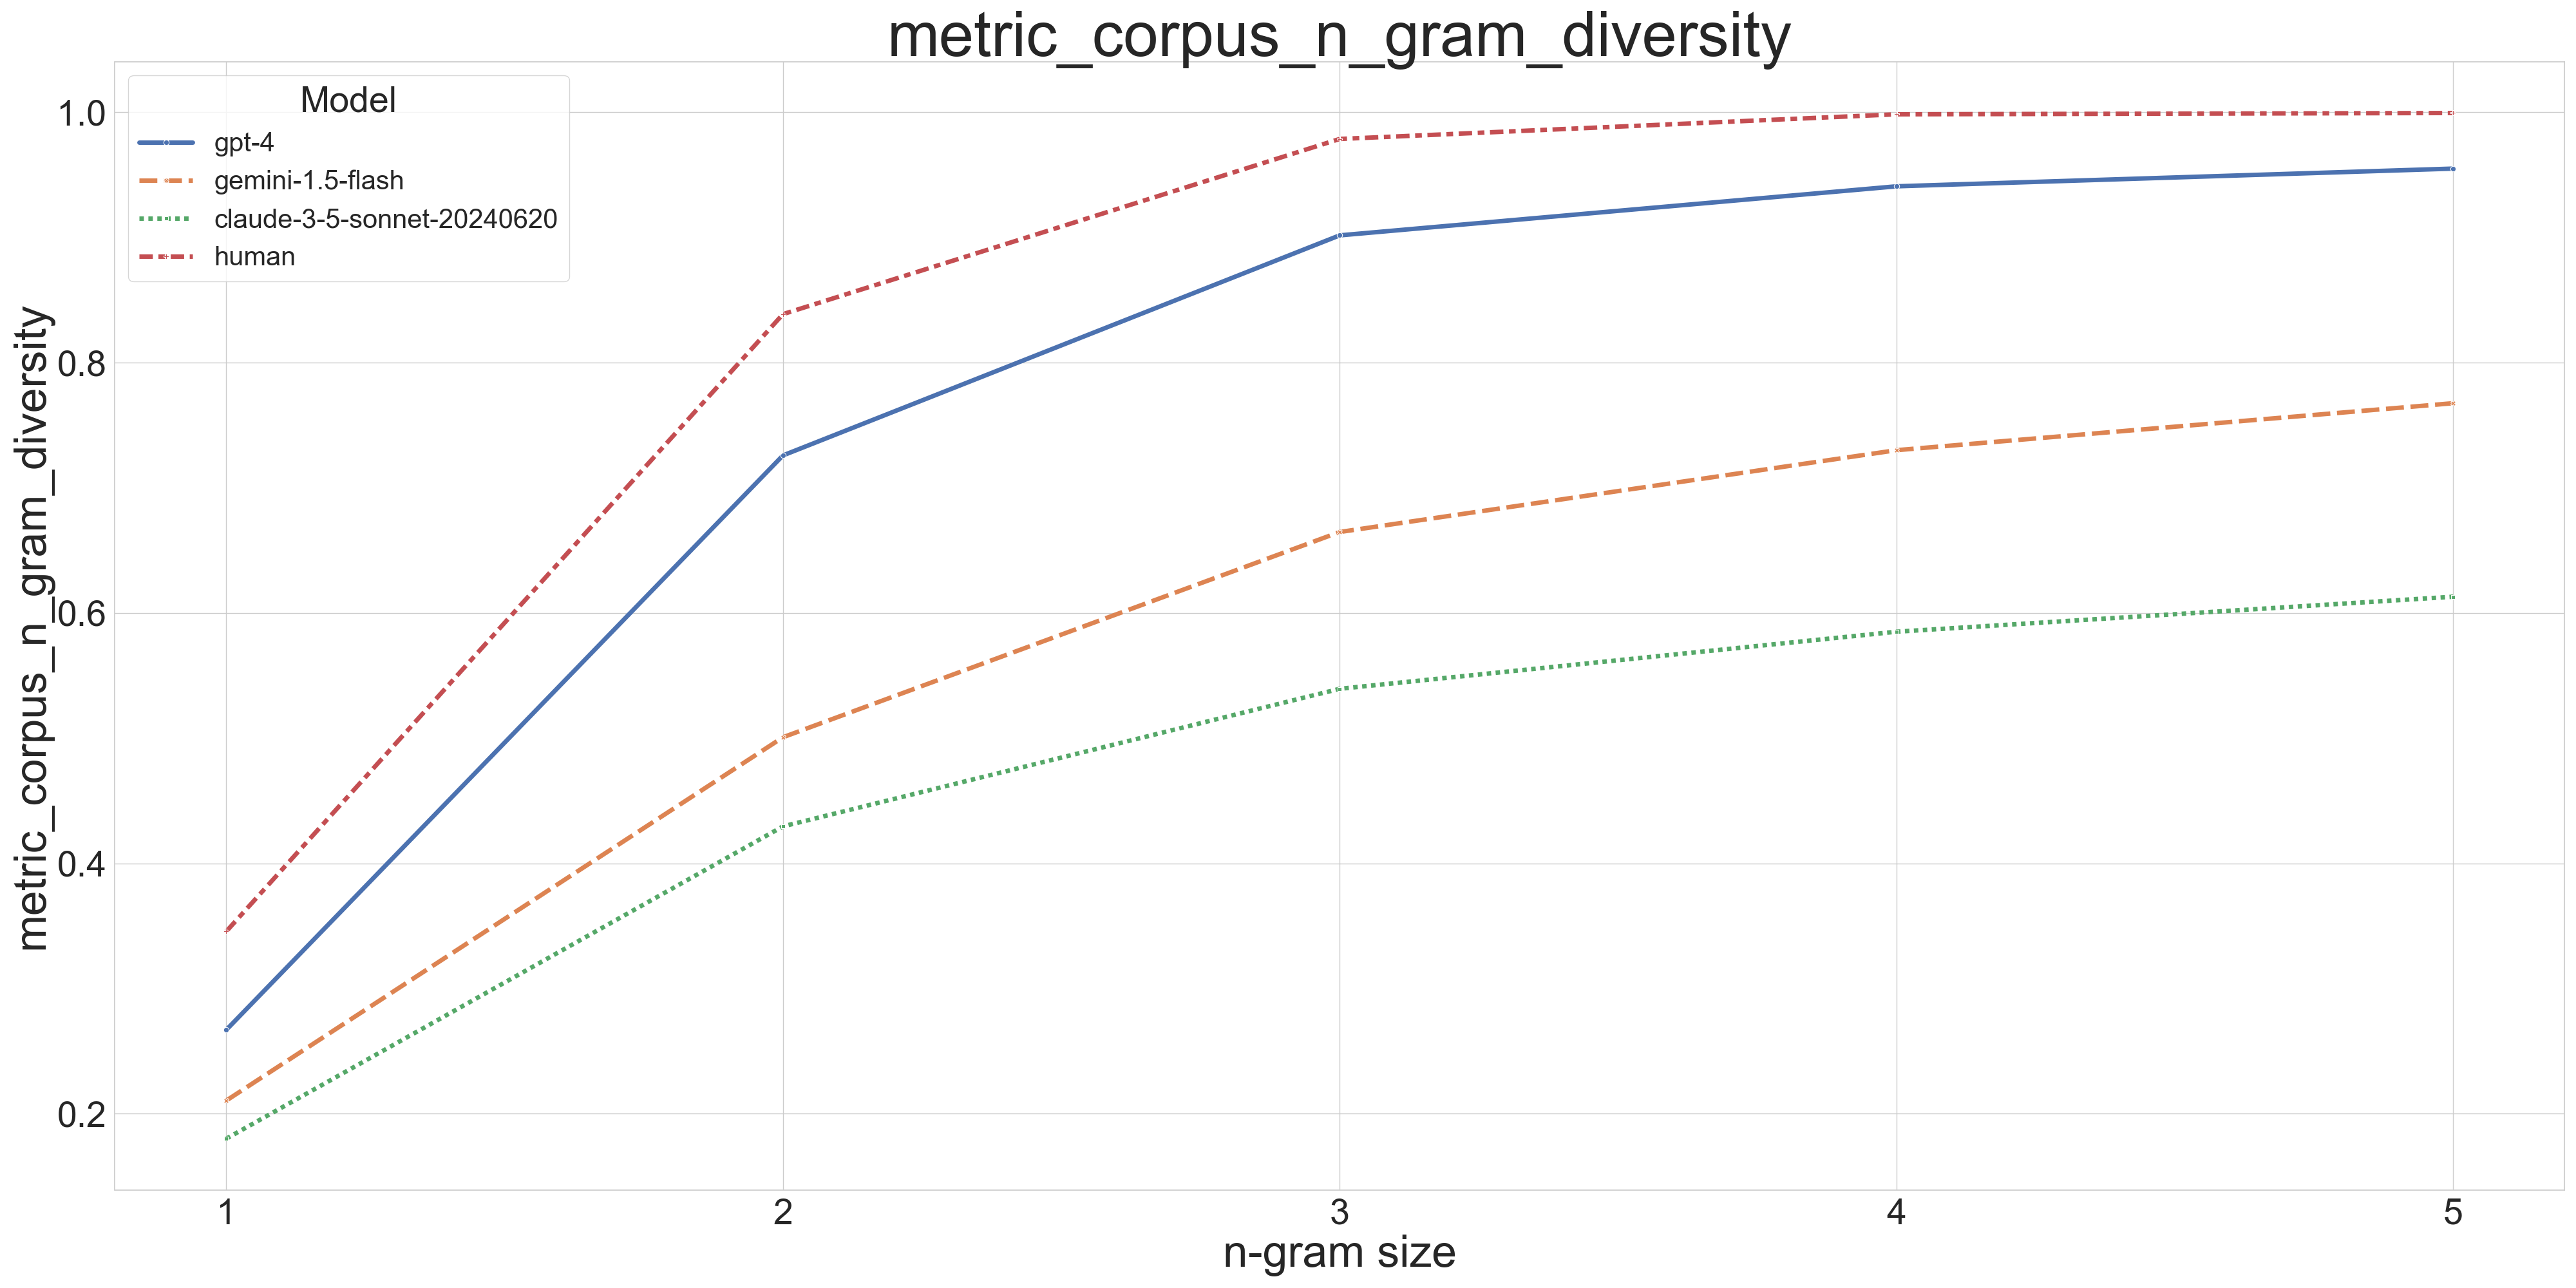 metric_corpus_n_gram_diversity
Model
gpt-4
gemini-1.5-flash
claude-3-5-sonnet-20240620
human
metric_corpus_n_gram_diversity
1.0
0.8
0.6
0.4
0.2
1 2 3 4 5
n-gram size